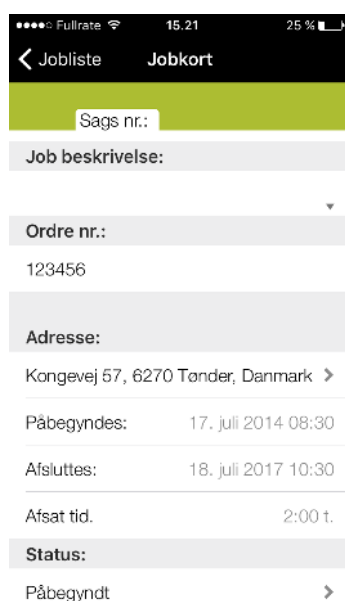 Fullrate 15.21 25 %
Jobliste Jobkort
Sags nr.:
Job beskrivelse:
Ordre nr.:
123456
Adresse:
Kongevej 57, 6270 Tønder, Danmark
Påbegyndes: 17. juli 2014 08:30
Afsluttes: 18. juli 2017 10:30
Afsat tid. 2:00 t.
Status:
Påbegyndt